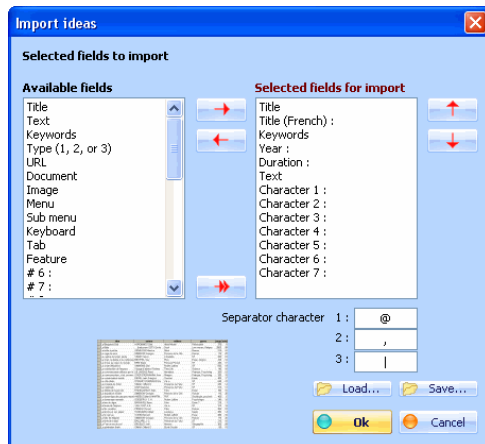 Import ideas
Selected fields to import
Available fields
Title
Text
Keywords
Type (1, 2, or 3)
URL
Document
Image
Menu
Sub menu
Keyboard
Tab
Feature
# 6 :
# 7 :
Selected fields for import
Title
Title (French) :
Keywords
Year :
Duration :
Text
Character 1 :
Character 2 :
Character 3 :
Character 4 :
Character 5 :
Character 6 :
Character 7 :
Separator character 1 : @
2 : ,
3 : |
Load...
Save...
Ok
Cancel